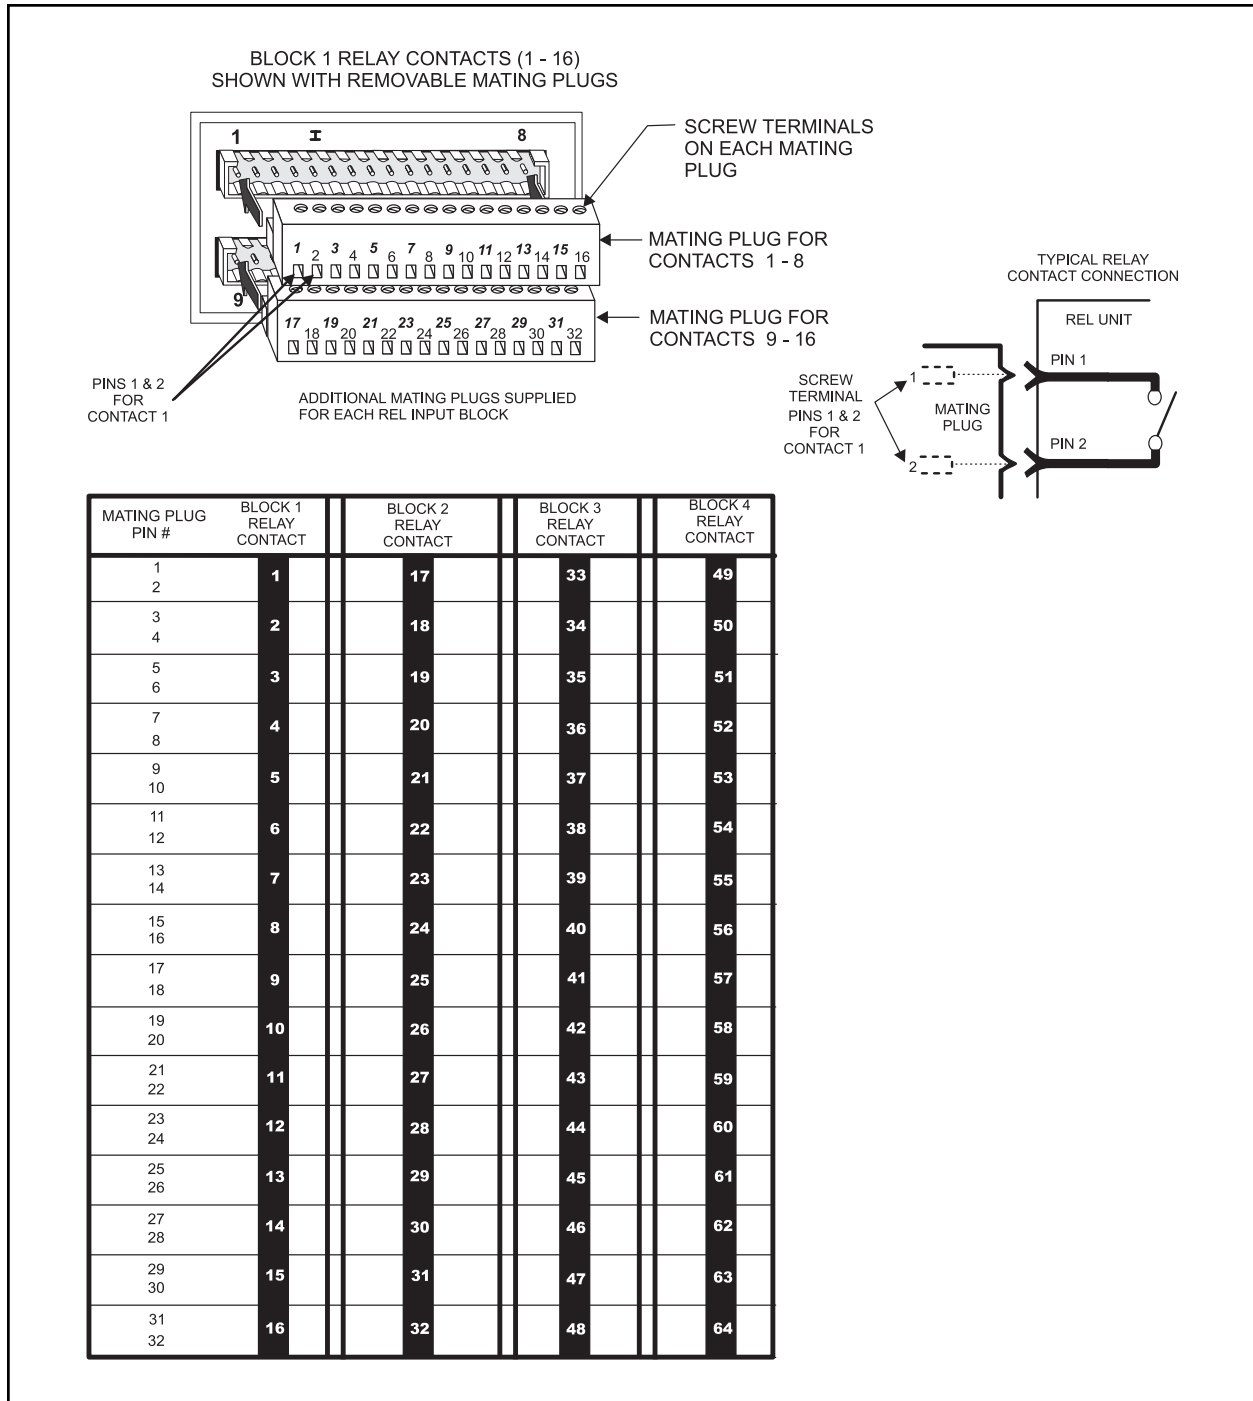 BLOCK 1 RELAY CONTACTS (1 - 16)
SHOWN WITH REMOVABLE MATING PLUGS
1 8
9
SCREW TERMINALS
ON EACH MATING
PLUG
1 2 3 4 5 6 7 8 9 10 11 12 13 14 15 16
MATING PLUG FOR
CONTACTS 1 - 8
17 18 19 20 21 22 23 24 25 26 27 28 29 30 31 32
MATING PLUG FOR
CONTACTS 9 - 16
PINS 1 & 2
FOR
CONTACT 1
ADDITIONAL MATING PLUGS SUPPLIED
FOR EACH REL INPUT BLOCK
TYPICAL RELAY
CONTACT CONNECTION
REL UNIT
PIN 1
SCREW
TERMINAL
PINS 1 & 2
FOR
CONTACT 1
1
MATING
PLUG
2
PIN 2
MATING PLUG
PIN #
BLOCK 1
RELAY
CONTACT
BLOCK 2
RELAY
CONTACT
BLOCK 3
RELAY
CONTACT
BLOCK 4
RELAY
CONTACT
1
2
1 17 33 49
3
4
2 18 34 50
5
6
3 19 35 51
7
8
4 20 36 52
9
10
5 21 37 53
11
12
6 22 38 54
13
14
7 23 39 55
15
16
8 24 40 56
17
18
9 25 41 57
19
20
10 26 42 58
21
22
11 27 43 59
23
24
12 28 44 60
25
26
13 29 45 61
27
28
14 30 46 62
29
30
15 31 47 63
31
32
16 32 48 64